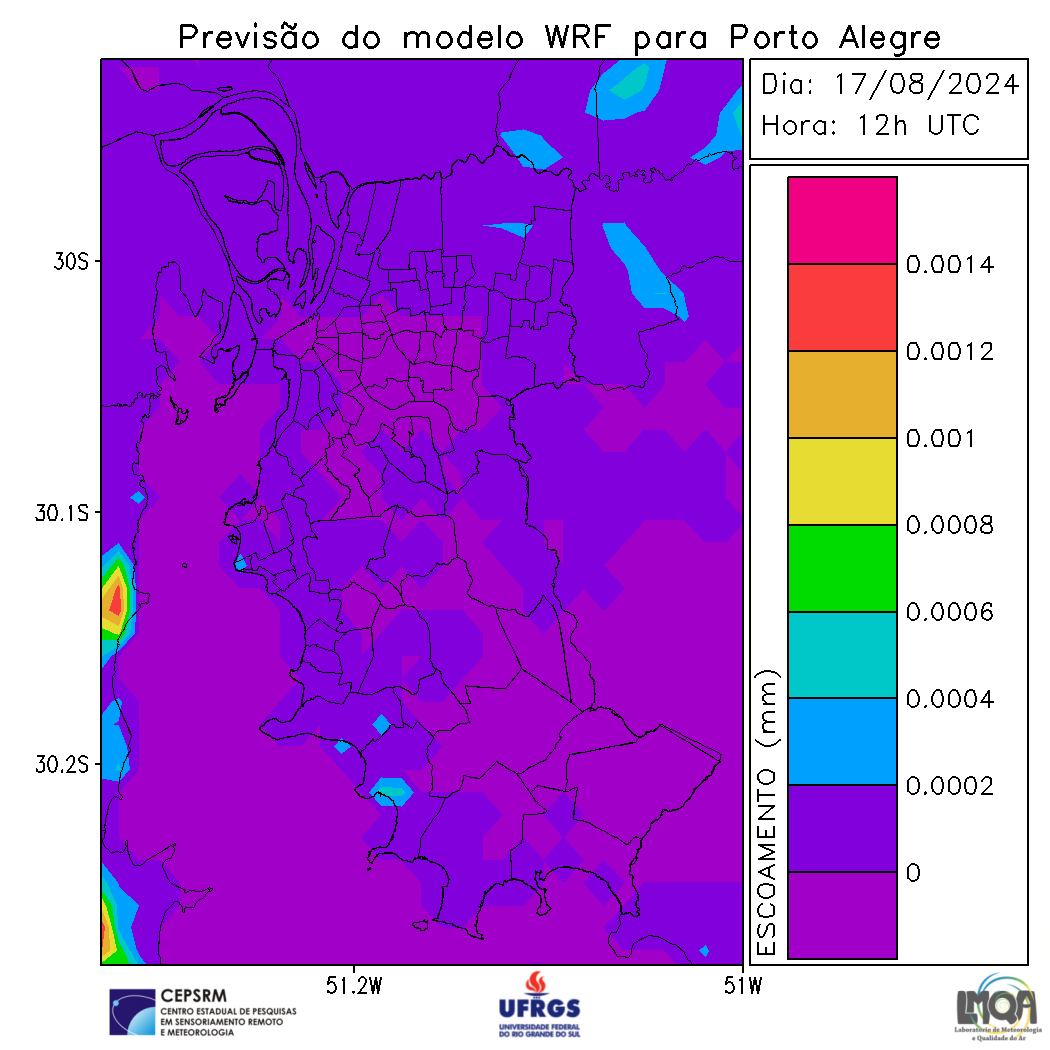 Previsão do modelo WRF para Porto Alegre
Dia: 17/08/2024
Hora: 12h UTC
30S
30.1S
30.2S
51.2W
51W
0.0014
0.0012
0.001
0.0008
0.0006
0.0004
0.0002
0
ESCOAMENTO (mm)
CEPSRM
CENTRO ESTADUAL DE PESQUISAS
EM SENSORIAMENTO REMOTO
E METEOROLOGIA
UFRGS
UNIVERSIDADE FEDERAL
DO RIO GRANDE DO SUL
LMQA
Laboratório de Meteorologia
e Qualidade do Ar